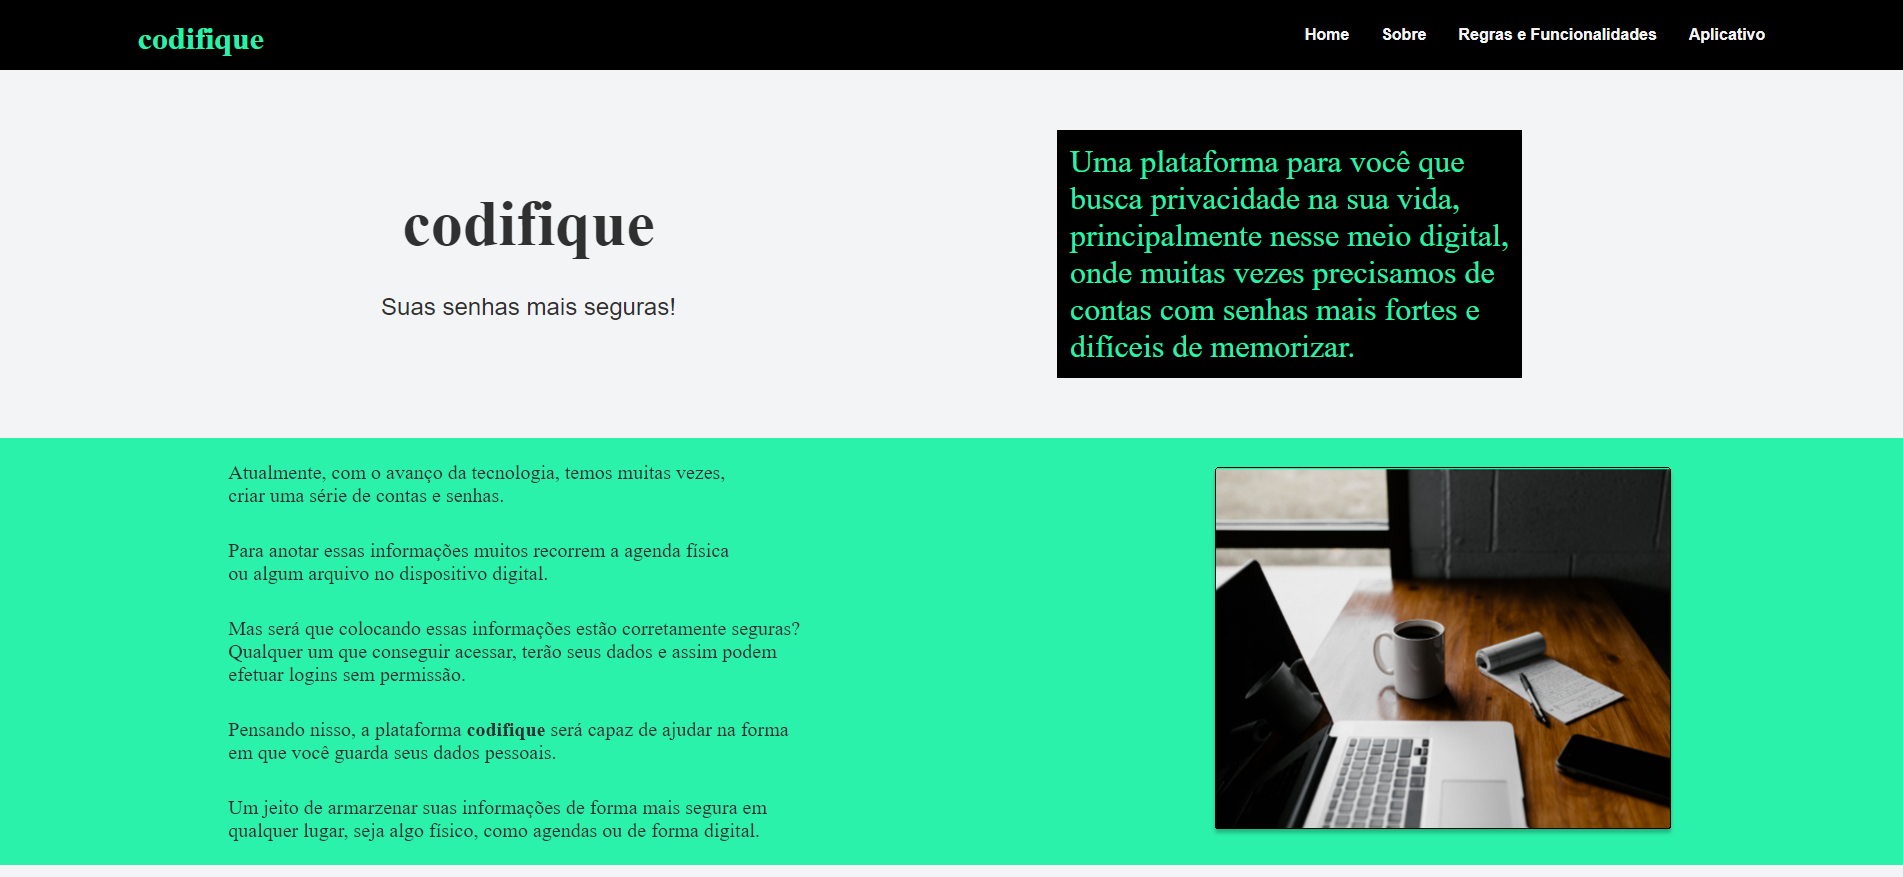 codifique
Home Sobre Regras e Funcionalidades Aplicativo
codifique
Suas senhas mais seguras!
Uma plataforma para você que
busca privacidade na sua vida,
principalmente nesse meio digital,
onde muitas vezes precisamos de
contas com senhas mais fortes e
difíceis de memorizar.
Atualmente, com o avanço da tecnologia, temos muitas vezes,
criar uma série de contas e senhas.
Para anotar essas informações muitos recorrem a agenda física
ou algum arquivo no dispositivo digital.
Mas será que colocando essas informações estão corretamente seguras?
Qualquer um que conseguir acessar, terão seus dados e assim podem
efetuar logins sem permissão.
Pensando nisso, a plataforma codifique será capaz de ajudar na forma
em que você guarda seus dados pessoais.
Um jeito de armarzenar suas informações de forma mais segura em
qualquer lugar, seja algo físico, como agendas ou de forma digital.